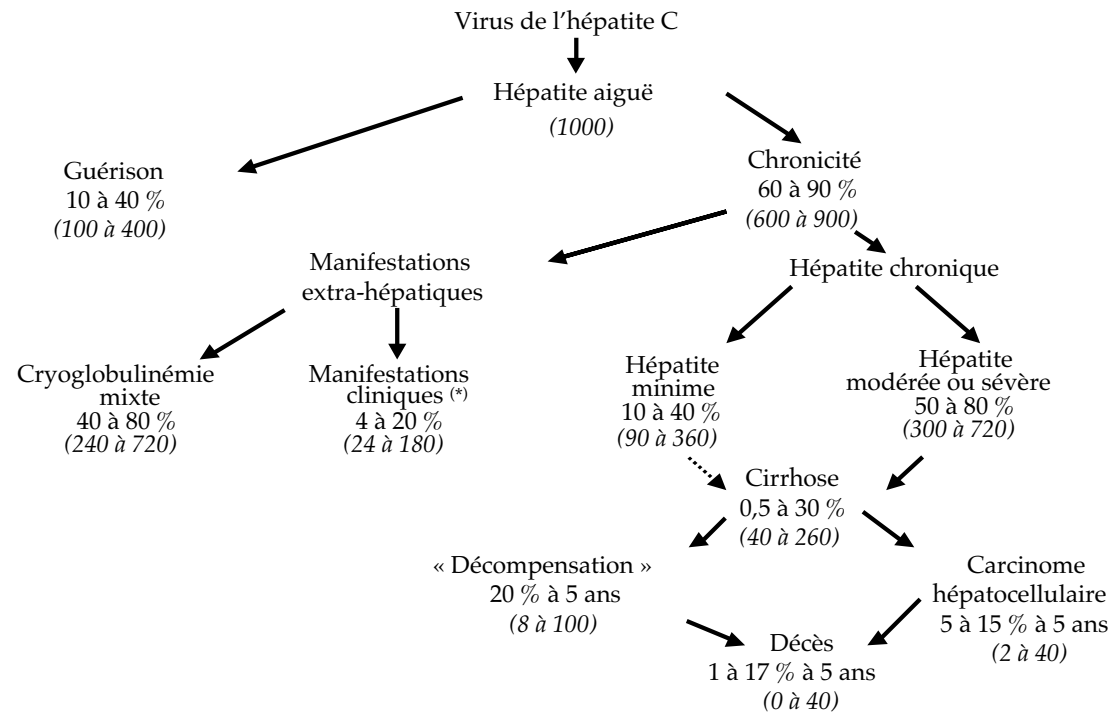 Virus de l’hépatite C
Hépatite aiguë
(1000)
Guérison
10 à 40 %
(100 à 400)
Chronicité
60 à 90 %
(600 à 900)
Manifestations
extra-hépatiques
Hépatite chronique
Cryoglobulinémie
mixte
40 à 80 %
(240 à 720)
Manifestations
cliniques (*)
4 à 20 %
(24 à 180)
Hépatite
minime
10 à 40 %
(90 à 360)
Hépatite
modérée ou sévère
50 à 80 %
(300 à 720)
Cirrhose
0,5 à 30 %
(40 à 260)
« Décompensation »
20 % à 5 ans
(8 à 100)
Carcinome
hépatocellulaire
5 à 15 % à 5 ans
(2 à 40)
Décès
1 à 17 % à 5 ans
(0 à 40)